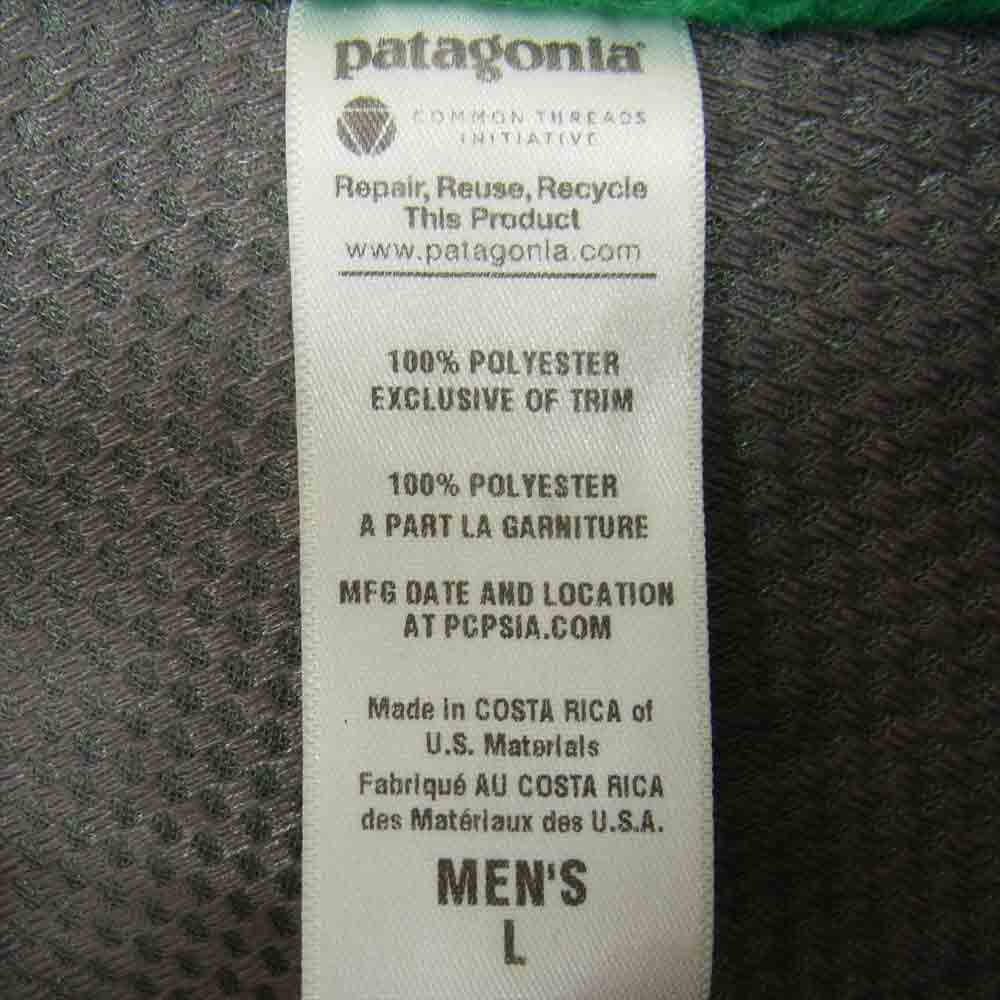 patagonia
COMMON THREADS
INITIATIVE
Repair, Reuse, Recycle
This Product
www.patagonia.com
100% POLYESTER
EXCLUSIVE OF TRIM
100% POLYESTER
A PART LA GARNITURE
MFG DATE AND LOCATION
AT PCPSIA.COM
Made in COSTA RICA of
U.S. Materials
Fabriqué AU COSTA RICA
des Matériaux des U.S.A.
MEN'S
L